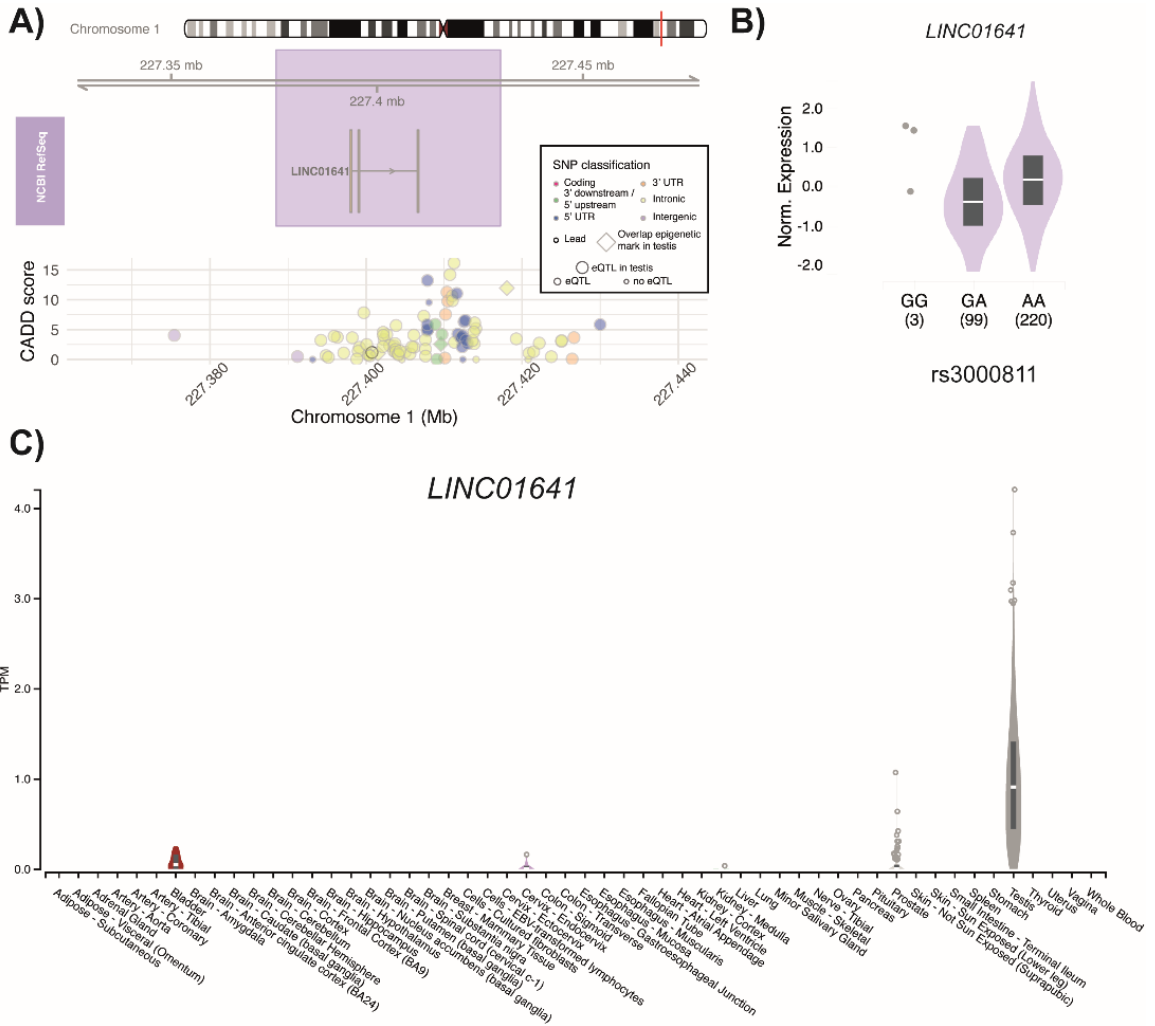 A)
Chromosome 1
227.35 mb
227.45 mb
227.4 mb
NCBI RefSeq
LINC01641
SNP classification
Coding
3' downstream /
5' upstream
5' UTR
3' UTR
Intronic
Intergenic
Lead
Overlap epigenetic
mark in testis
eQTL in testis
eQTL
no eQTL
CADD score
15
10
5
0
227.380
227.400
227.420
227.440
Chromosome 1 (Mb)
B)
LINC01641
Norm. Expression
2.0
1.0
0.0
-1.0
-2.0
GG
(3)
GA
(99)
AA
(220)
rs3000811
C)
LINC01641
TPM
4.0
3.0
2.0
1.0
0.0
Adipose - Subcutaneous
Adipose - Visceral (Omentum)
Adrenal Gland
Artery - Aorta
Artery - Coronary
Artery - Tibial
Bladder
Brain - Amygdala
Brain - Anterior cingulate cortex (BA24)
Brain - Caudate (basal ganglia)
Brain - Cerebellar Hemisphere
Brain - Cerebellum
Brain - Cortex
Brain - Frontal Cortex (BA9)
Brain - Hippocampus
Brain - Hypothalamus
Brain - Nucleus accumbens (basal ganglia)
Brain - Putamen (basal ganglia)
Brain - Spinal cord (cervical c-1)
Brain - Substantia nigra
Breast - Mammary Tissue
Cells - Cultured fibroblasts
Cells - EBV-transformed lymphocytes
Cervix - Ectocervix
Cervix - Endocervix
Colon - Sigmoid
Colon - Transverse
Esophagus - Gastroesophageal Junction
Esophagus - Mucosa
Esophagus - Muscularis
Fallopian Tube
Heart - Atrial Appendage
Heart - Left Ventricle
Kidney - Cortex
Kidney - Medulla
Liver
Lung
Minor Salivary Gland
Muscle - Skeletal
Nerve - Tibial
Ovary
Pancreas
Pituitary
Prostate
Skin - Not Sun Exposed (Suprapubic)
Skin - Sun Exposed (Lower leg)
Small Intestine - Terminal Ileum
Spleen
Stomach
Testis
Thyroid
Uterus
Vagina
Whole Blood